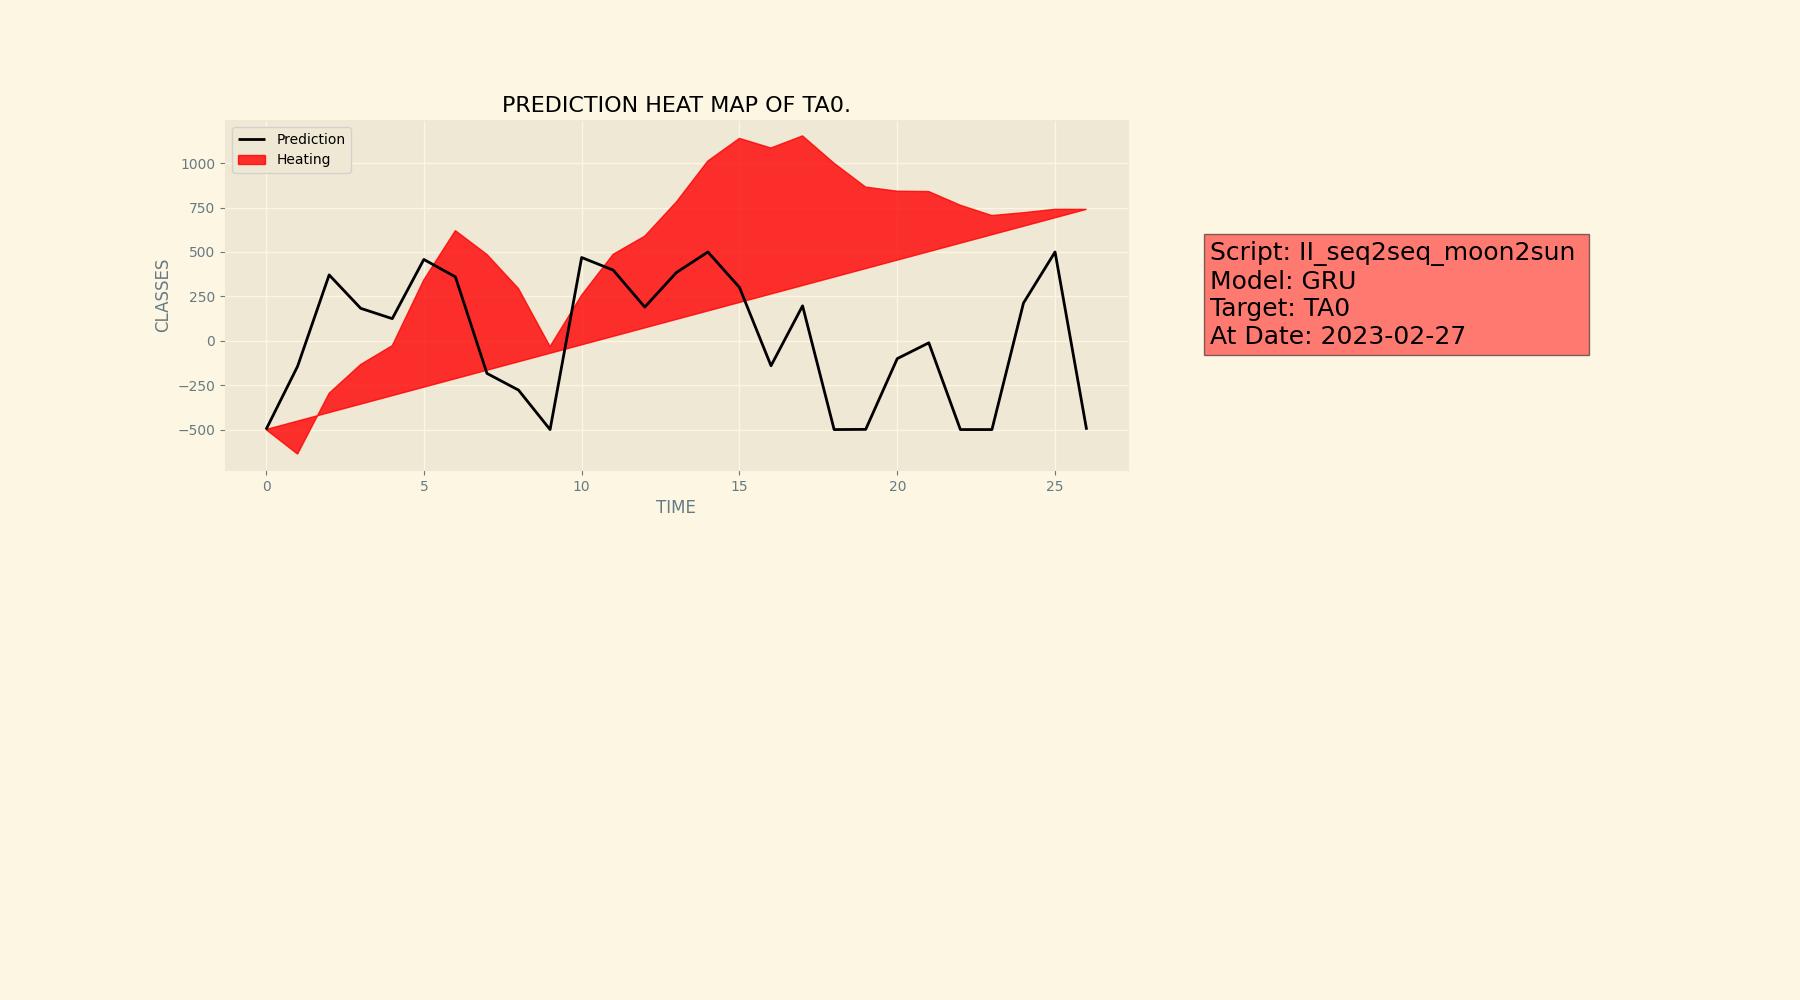 PREDICTION HEAT MAP OF TA0.
Prediction
Heating
CLASSES
1000
750
500
250
0
−250
−500
0 5 10 15 20 25
TIME
Script: II_seq2seq_moon2sun
Model: GRU
Target: TA0
At Date: 2023-02-27